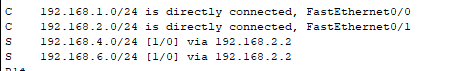 C    192.168.1.0/24 is directly connected, FastEthernet0/0
C    192.168.2.0/24 is directly connected, FastEthernet0/1
S    192.168.4.0/24 [1/0] via 192.168.2.2
S    192.168.6.0/24 [1/0] via 192.168.2.2